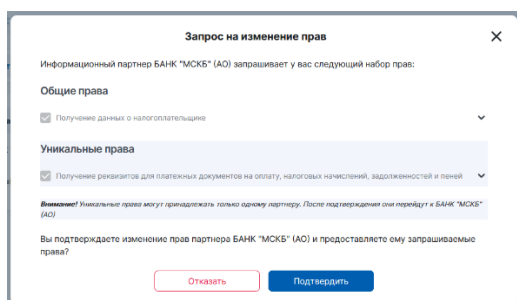 Запрос на изменение прав
Информационный партнер БАНК "МСКБ" (АО) запрашивает у вас следующий набор прав:
Общие права
Получение данных о налогоплательщике
Уникальные права
Получение реквизитов для платежных документов на оплату, налоговых начислений, задолженностей и пеней
Внимание! Уникальные права могут принадлежать только одному партнеру. После подтверждения они перейдут к БАНК "МСКБ"
(АО)
Вы подтверждаете изменение прав партнера БАНК "МСКБ" (АО) и предоставляете ему запрашиваемые
права?
Отказать Подтвердить